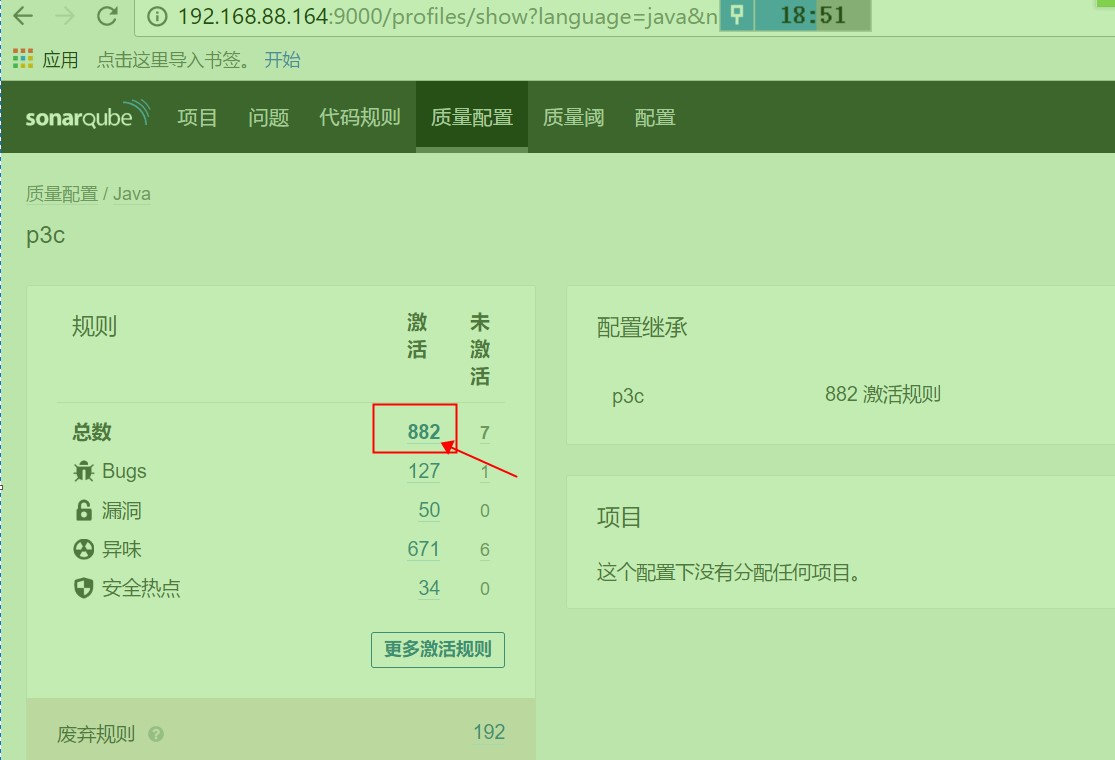 192.168.88.164:9000/profiles/show?language=java&n
18:51
应用 点击这里导入书签。 开始
sonarqube 项目 问题 代码规则 质量配置 质量阈 配置
质量配置 / Java
p3c
规则 激活 未激活
总数 882 7
Bugs 127 1
漏洞 50 0
异味 671 6
安全热点 34 0
更多激活规则
废弃规则 ? 192
配置继承
p3c 882 激活规则
项目
这个配置下没有分配任何项目。